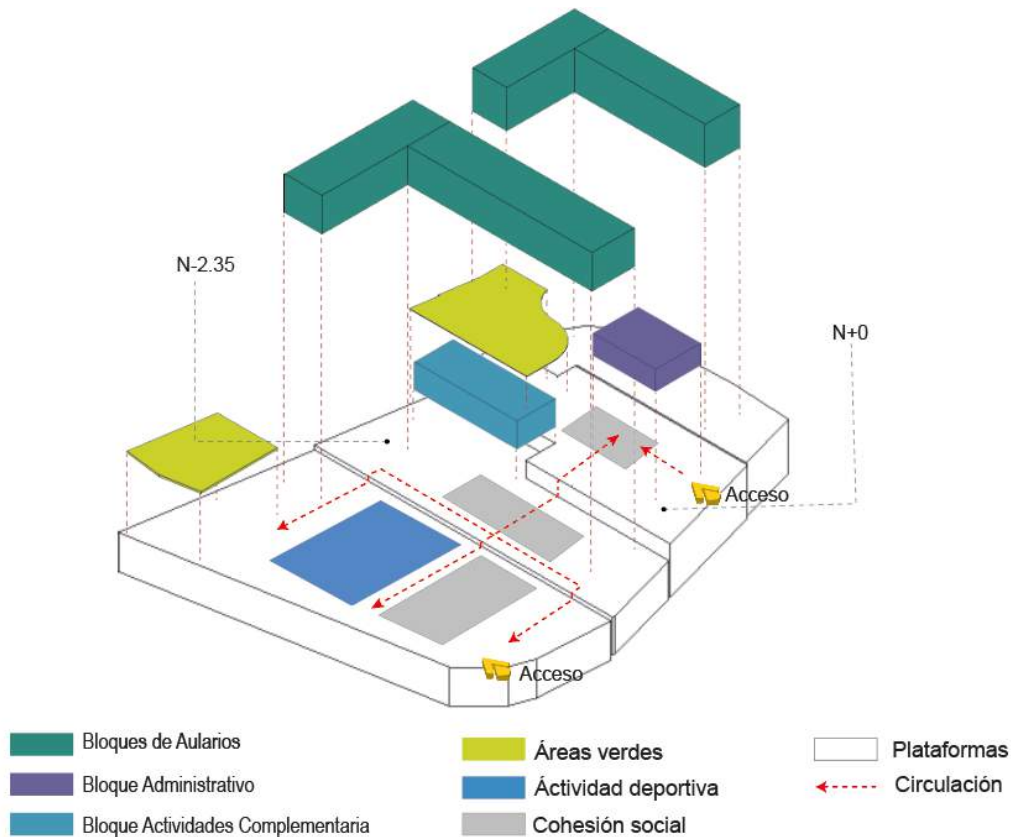 N-2.35
N+0
Acceso
Acceso
Bloques de Aularios
Bloque Administrativo
Bloque Actividades Complementaria
Áreas verdes
Áctividad deportiva
Cohesión social
Plataformas
Circulación